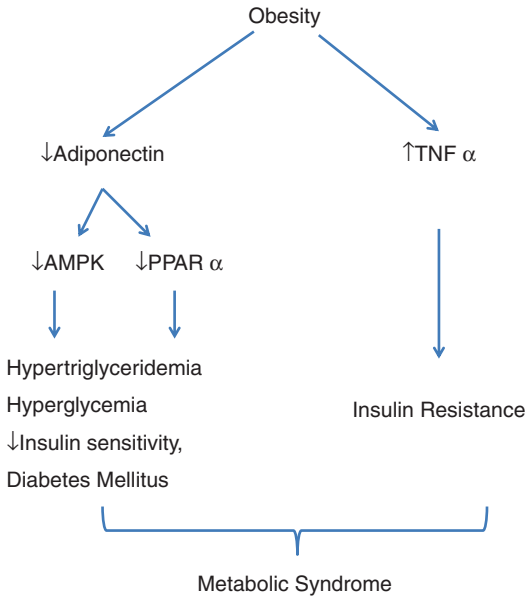 Obesity
↓Adiponectin
↑TNF α
↓AMPK
↓PPAR α
Hypertriglyceridemia
Hyperglycemia
↓Insulin sensitivity,
Diabetes Mellitus
Insulin Resistance
Metabolic Syndrome